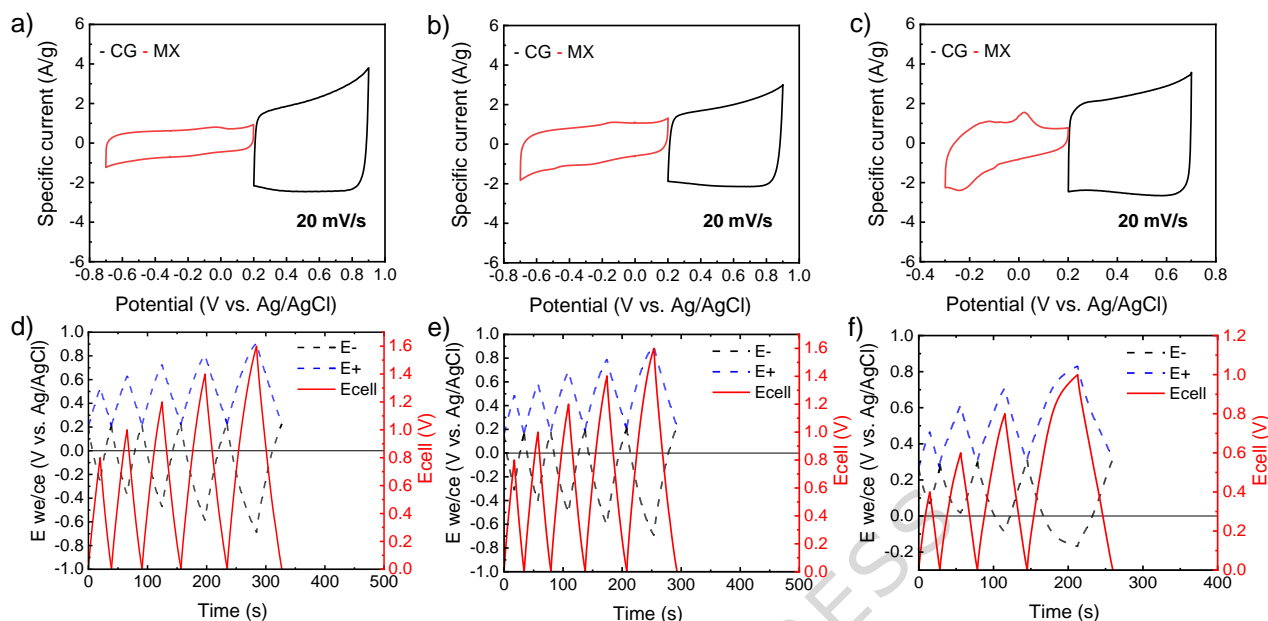 a)
- CG - MX
Specific current (A/g)
6
4
2
0
-2
-4
-6
20 mV/s
-0.8 -0.6 -0.4 -0.2 0.0 0.2 0.4 0.6 0.8 1.0
Potential (V vs. Ag/AgCl)
b)
- CG - MX
Specific current (A/g)
6
4
2
0
-2
-4
-6
20 mV/s
-0.8 -0.6 -0.4 -0.2 0.0 0.2 0.4 0.6 0.8 1.0
Potential (V vs. Ag/AgCl)
c)
- CG - MX
Specific current (A/g)
6
4
2
0
-2
-4
-6
20 mV/s
-0.4 -0.2 0.0 0.2 0.4 0.6 0.8
Potential (V vs. Ag/AgCl)
d)
E we/ce (V vs. Ag/AgCl)
1.0
0.8
0.6
0.4
0.2
0.0
-0.2
-0.4
-0.6
-0.8
-1.0
E-
E+
Ecell
1.6
1.4
1.2
1.0
0.8
0.6
0.4
0.2
0.0
Ecell (V)
0 100 200 300 400 500
Time (s)
e)
E we/ce (V vs. Ag/AgCl)
1.0
0.8
0.6
0.4
0.2
0.0
-0.2
-0.4
-0.6
-0.8
-1.0
E-
E+
Ecell
1.6
1.4
1.2
1.0
0.8
0.6
0.4
0.2
0.0
Ecell (V)
0 100 200 300 400 500
Time (s)
f)
E we/ce (V vs. Ag/AgCl)
1.0
0.8
0.6
0.4
0.2
0.0
-0.2
E-
E+
Ecell
1.2
1.0
0.8
0.6
0.4
0.2
0.0
Ecell (V)
0 100 200 300 400
Time (s)